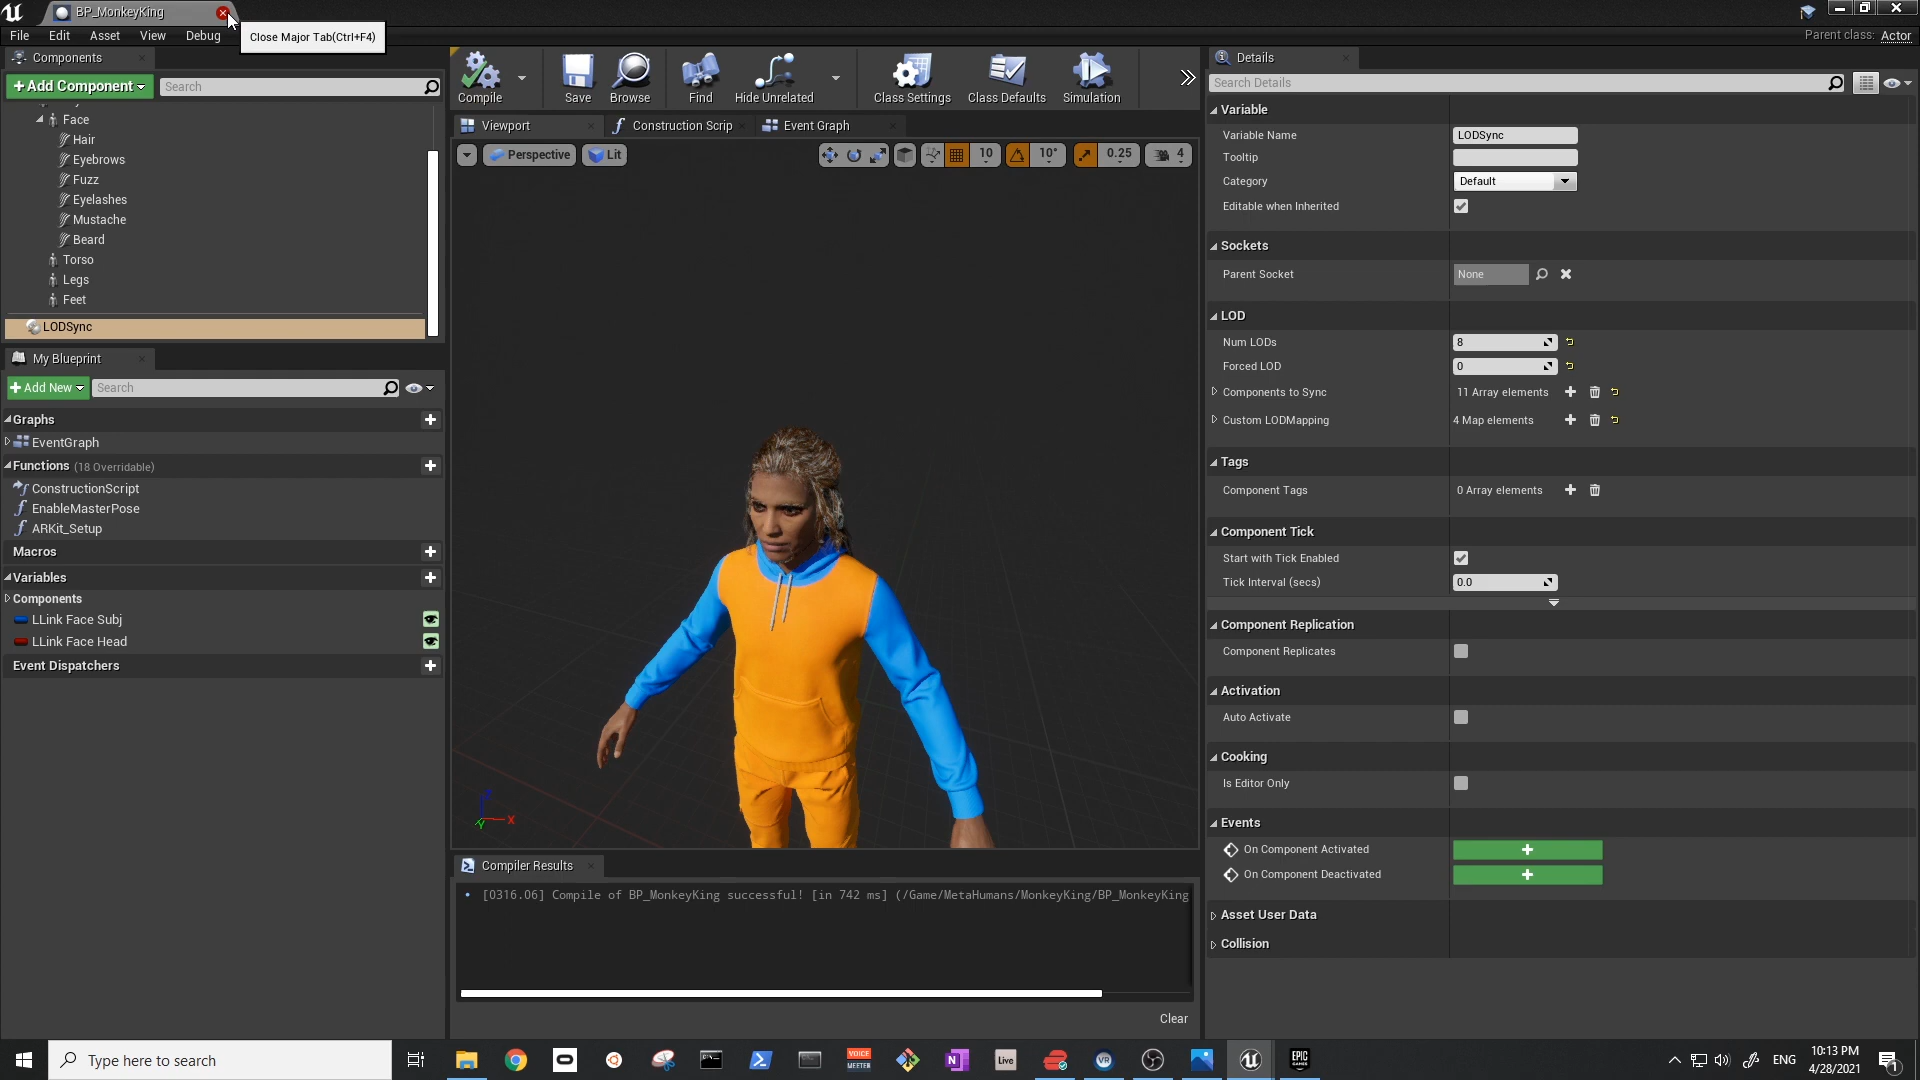 BP_MonkeyKing
Close Major Tab(Ctrl+F4)
File Edit Asset View Debug
Parent class: Actor
Components
+ Add Component
Search
Face
Hair
Eyebrows
Fuzz
Eyelashes
Mustache
Beard
Torso
Legs
Feet
LODSync
My Blueprint
+ Add New
Search
Graphs
EventGraph
Functions (18 Overridable)
ConstructionScript
EnableMasterPose
ARKit_Setup
Macros
Variables
Components
LLink Face Subj
LLink Face Head
Event Dispatchers
Compile Save Browse Find Hide Unrelated Class Settings Class Defaults Simulation
Viewport Construction Scrip Event Graph
Perspective Lit 10 10° 0.25 4
X
Y
Compiler Results
[0316.06] Compile of BP_MonkeyKing successful! [in 742 ms] (/Game/MetaHumans/MonkeyKing/BP_MonkeyKing
Clear
Details
Search Details
Variable
Variable Name LODSync
Tooltip
Category Default
Editable when Inherited
Sockets
Parent Socket None
LOD
Num LODs 8
Forced LOD 0
Components to Sync 11 Array elements
Custom LODMapping 4 Map elements
Tags
Component Tags 0 Array elements
Component Tick
Start with Tick Enabled
Tick Interval (secs) 0.0
Component Replication
Component Replicates
Activation
Auto Activate
Cooking
Is Editor Only
Events
On Component Activated
On Component Deactivated
Asset User Data
Collision
Type here to search
VOICE
MEETER
Live
VR
EPIC
GAMES
ENG
10:13 PM
4/28/2021
1